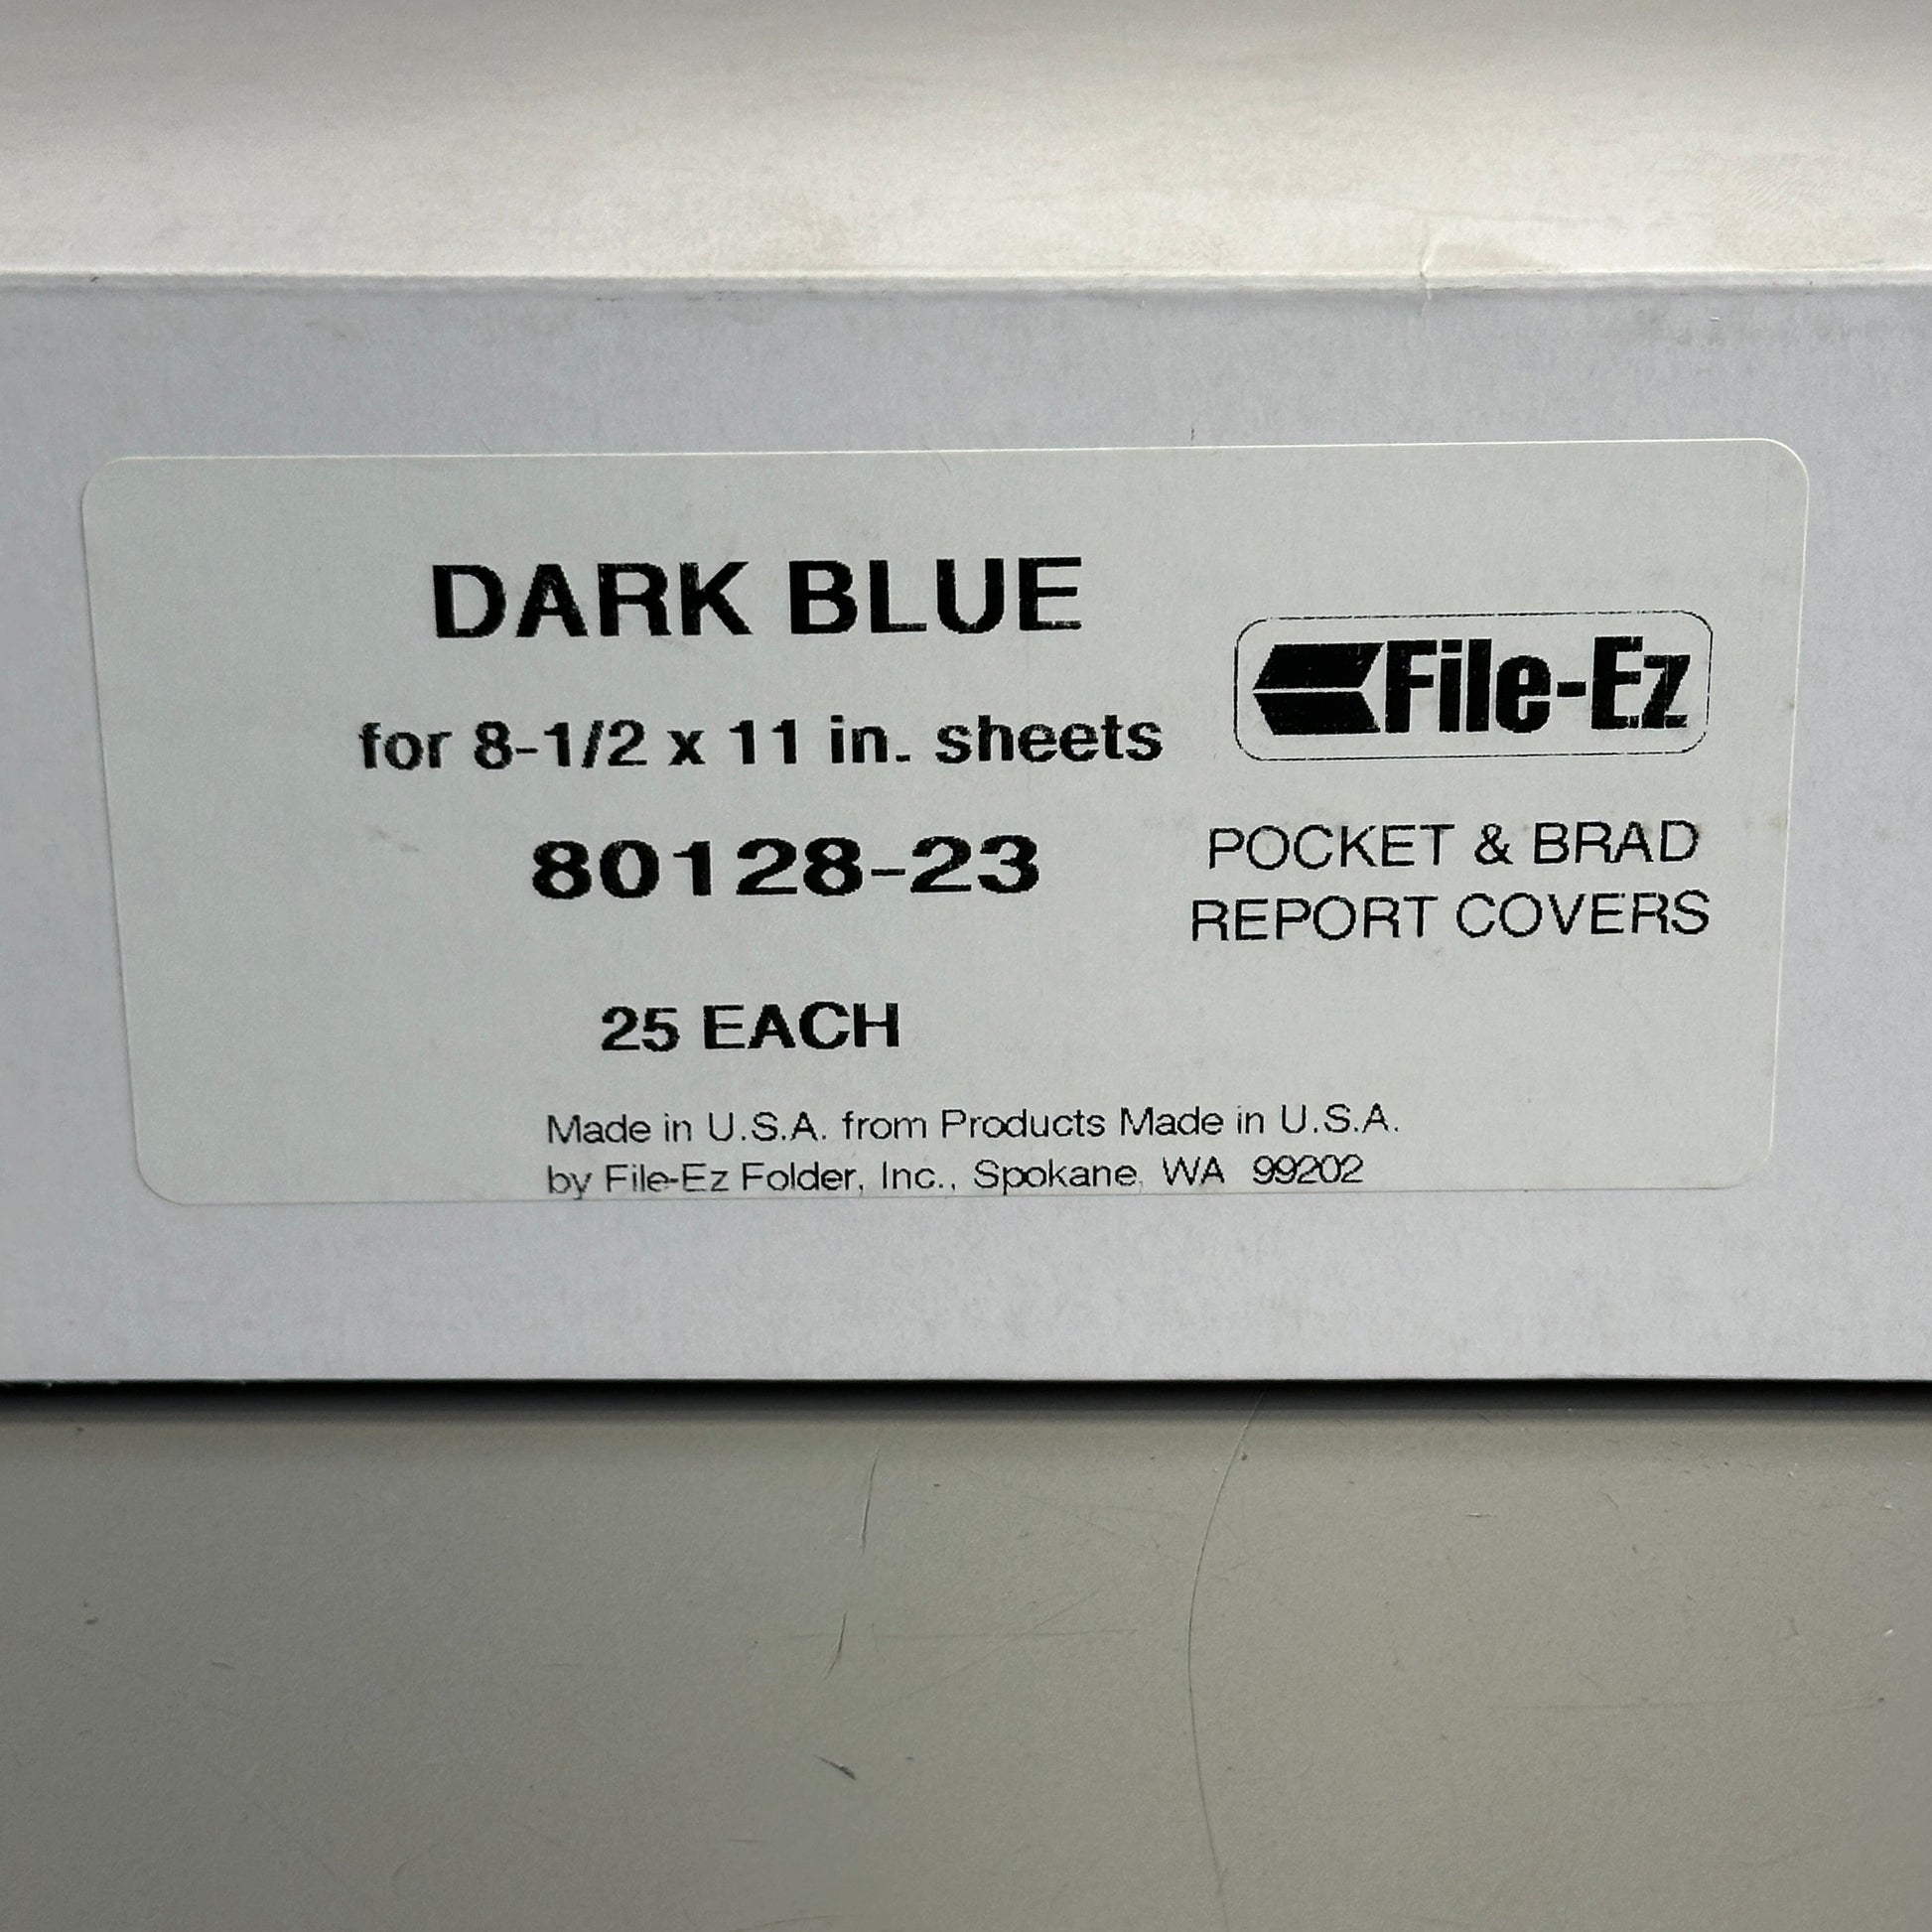 DARK BLUE
File-Ez
for 8-1/2 x 11 in. sheets
80128-23
POCKET & BRAD
REPORT COVERS
25 EACH
Made in U.S.A. from Products Made in U.S.A.
by File-Ez Folder, Inc., Spokane, WA 99202